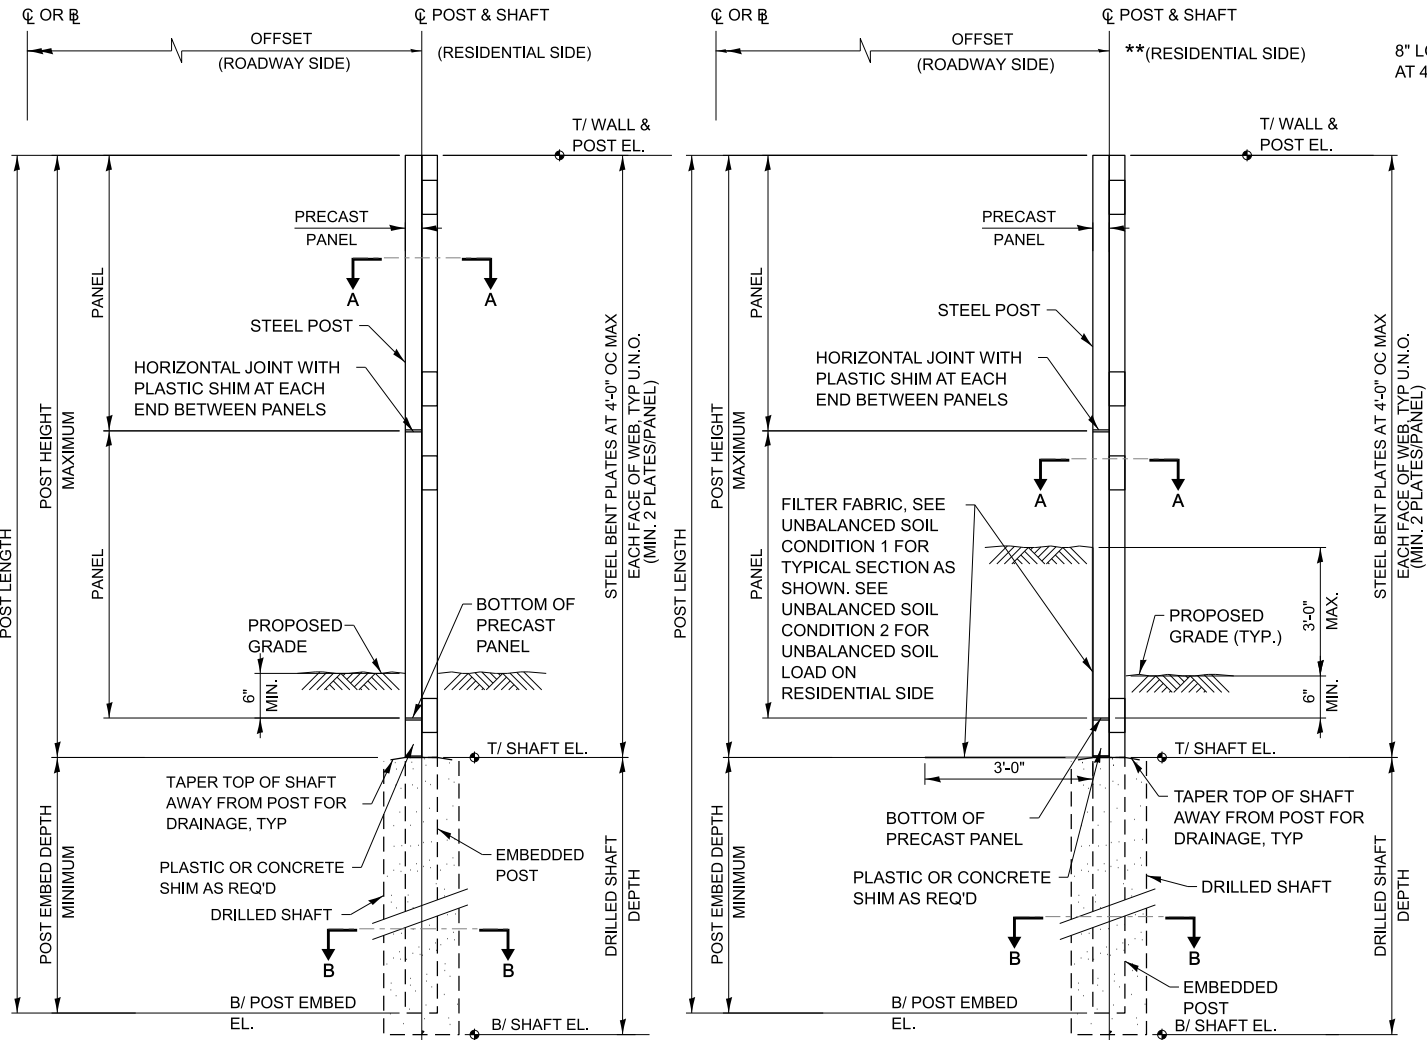 ℄ OR ⅊
OFFSET
(ROADWAY SIDE)
℄ POST & SHAFT
(RESIDENTIAL SIDE)
T/ WALL &
POST EL.
PRECAST
PANEL
A
A
PANEL
STEEL POST
HORIZONTAL JOINT WITH
PLASTIC SHIM AT EACH
END BETWEEN PANELS
POST HEIGHT
MAXIMUM
POST LENGTH
PANEL
STEEL BENT PLATES AT 4'-0" OC MAX
EACH FACE OF WEB, TYP U.N.O.
(MIN. 2 PLATES/PANEL)
BOTTOM OF
PRECAST
PANEL
PROPOSED
GRADE
6"
MIN.
T/ SHAFT EL.
TAPER TOP OF SHAFT
AWAY FROM POST FOR
DRAINAGE, TYP
PLASTIC OR CONCRETE
SHIM AS REQ'D
EMBEDDED
POST
DRILLED SHAFT
POST EMBED DEPTH
MINIMUM
DRILLED SHAFT
DEPTH
B
B
B/ POST EMBED
EL.
B/ SHAFT EL.
℄ OR ⅊
OFFSET
(ROADWAY SIDE)
℄ POST & SHAFT
**(RESIDENTIAL SIDE)
8" LO
AT 4
T/ WALL &
POST EL.
PRECAST
PANEL
PANEL
STEEL POST
HORIZONTAL JOINT WITH
PLASTIC SHIM AT EACH
END BETWEEN PANELS
A
A
POST HEIGHT
MAXIMUM
POST LENGTH
PANEL
FILTER FABRIC, SEE
UNBALANCED SOIL
CONDITION 1 FOR
TYPICAL SECTION AS
SHOWN. SEE
UNBALANCED SOIL
CONDITION 2 FOR
UNBALANCED SOIL
LOAD ON
RESIDENTIAL SIDE
STEEL BENT PLATES AT 4'-0" OC MAX
EACH FACE OF WEB, TYP U.N.O.
(MIN. 2 PLATES/PANEL)
PROPOSED
GRADE (TYP.)
3'-0"
MAX.
6"
MIN.
T/ SHAFT EL.
3'-0"
BOTTOM OF
PRECAST PANEL
TAPER TOP OF SHAFT
AWAY FROM POST FOR
DRAINAGE, TYP
PLASTIC OR CONCRETE
SHIM AS REQ'D
DRILLED SHAFT
POST EMBED DEPTH
MINIMUM
DRILLED SHAFT
DEPTH
B
B
EMBEDDED
POST
B/ POST EMBED
EL.
B/ SHAFT EL.